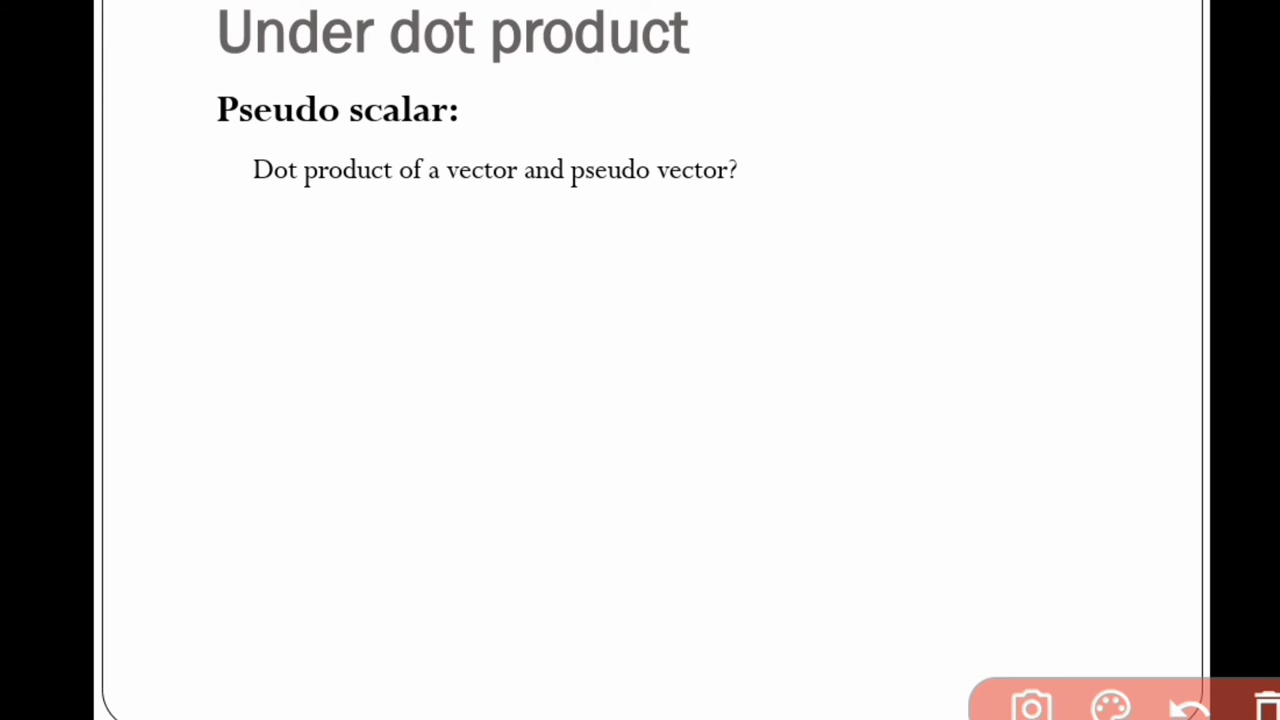 Under dot product
Pseudo scalar:
Dot product of a vector and pseudo vector?